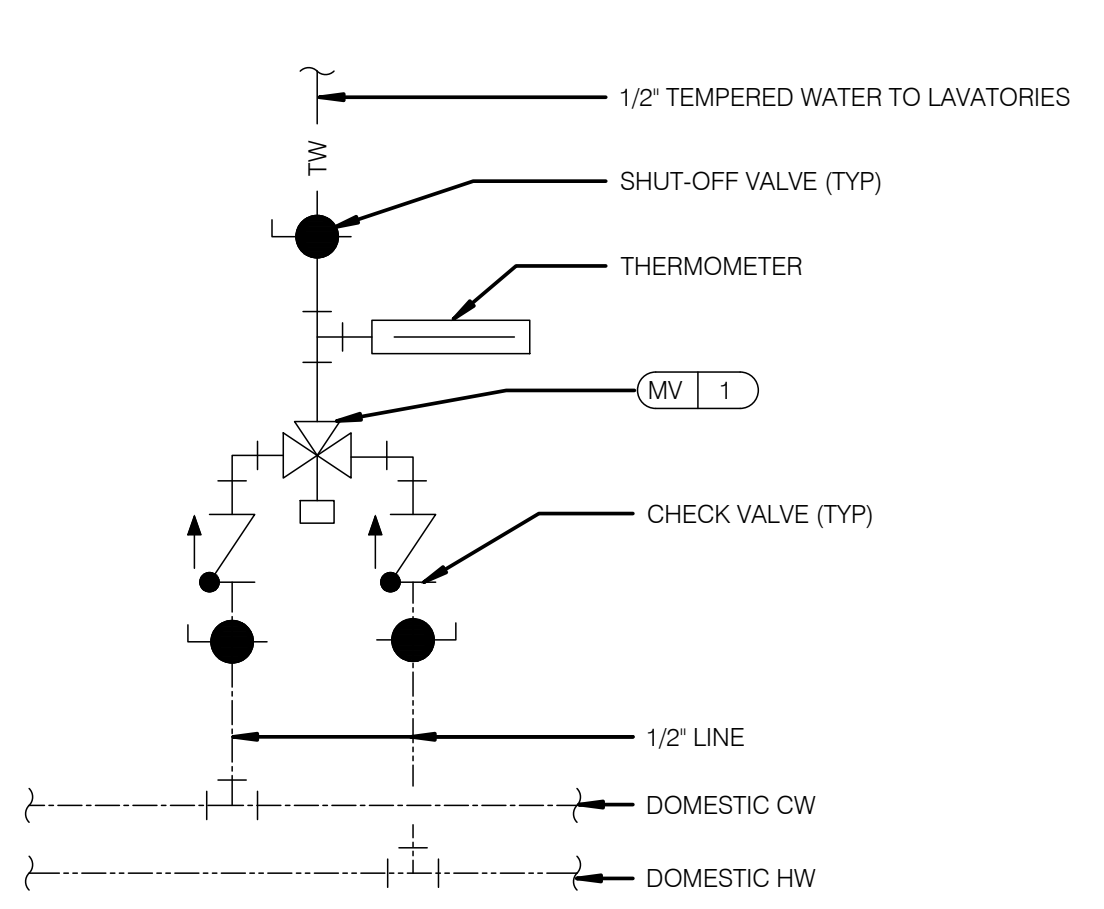 1/2" TEMPERED WATER TO LAVATORIES
TW
SHUT-OFF VALVE (TYP)
THERMOMETER
MV 1
CHECK VALVE (TYP)
1/2" LINE
DOMESTIC CW
DOMESTIC HW